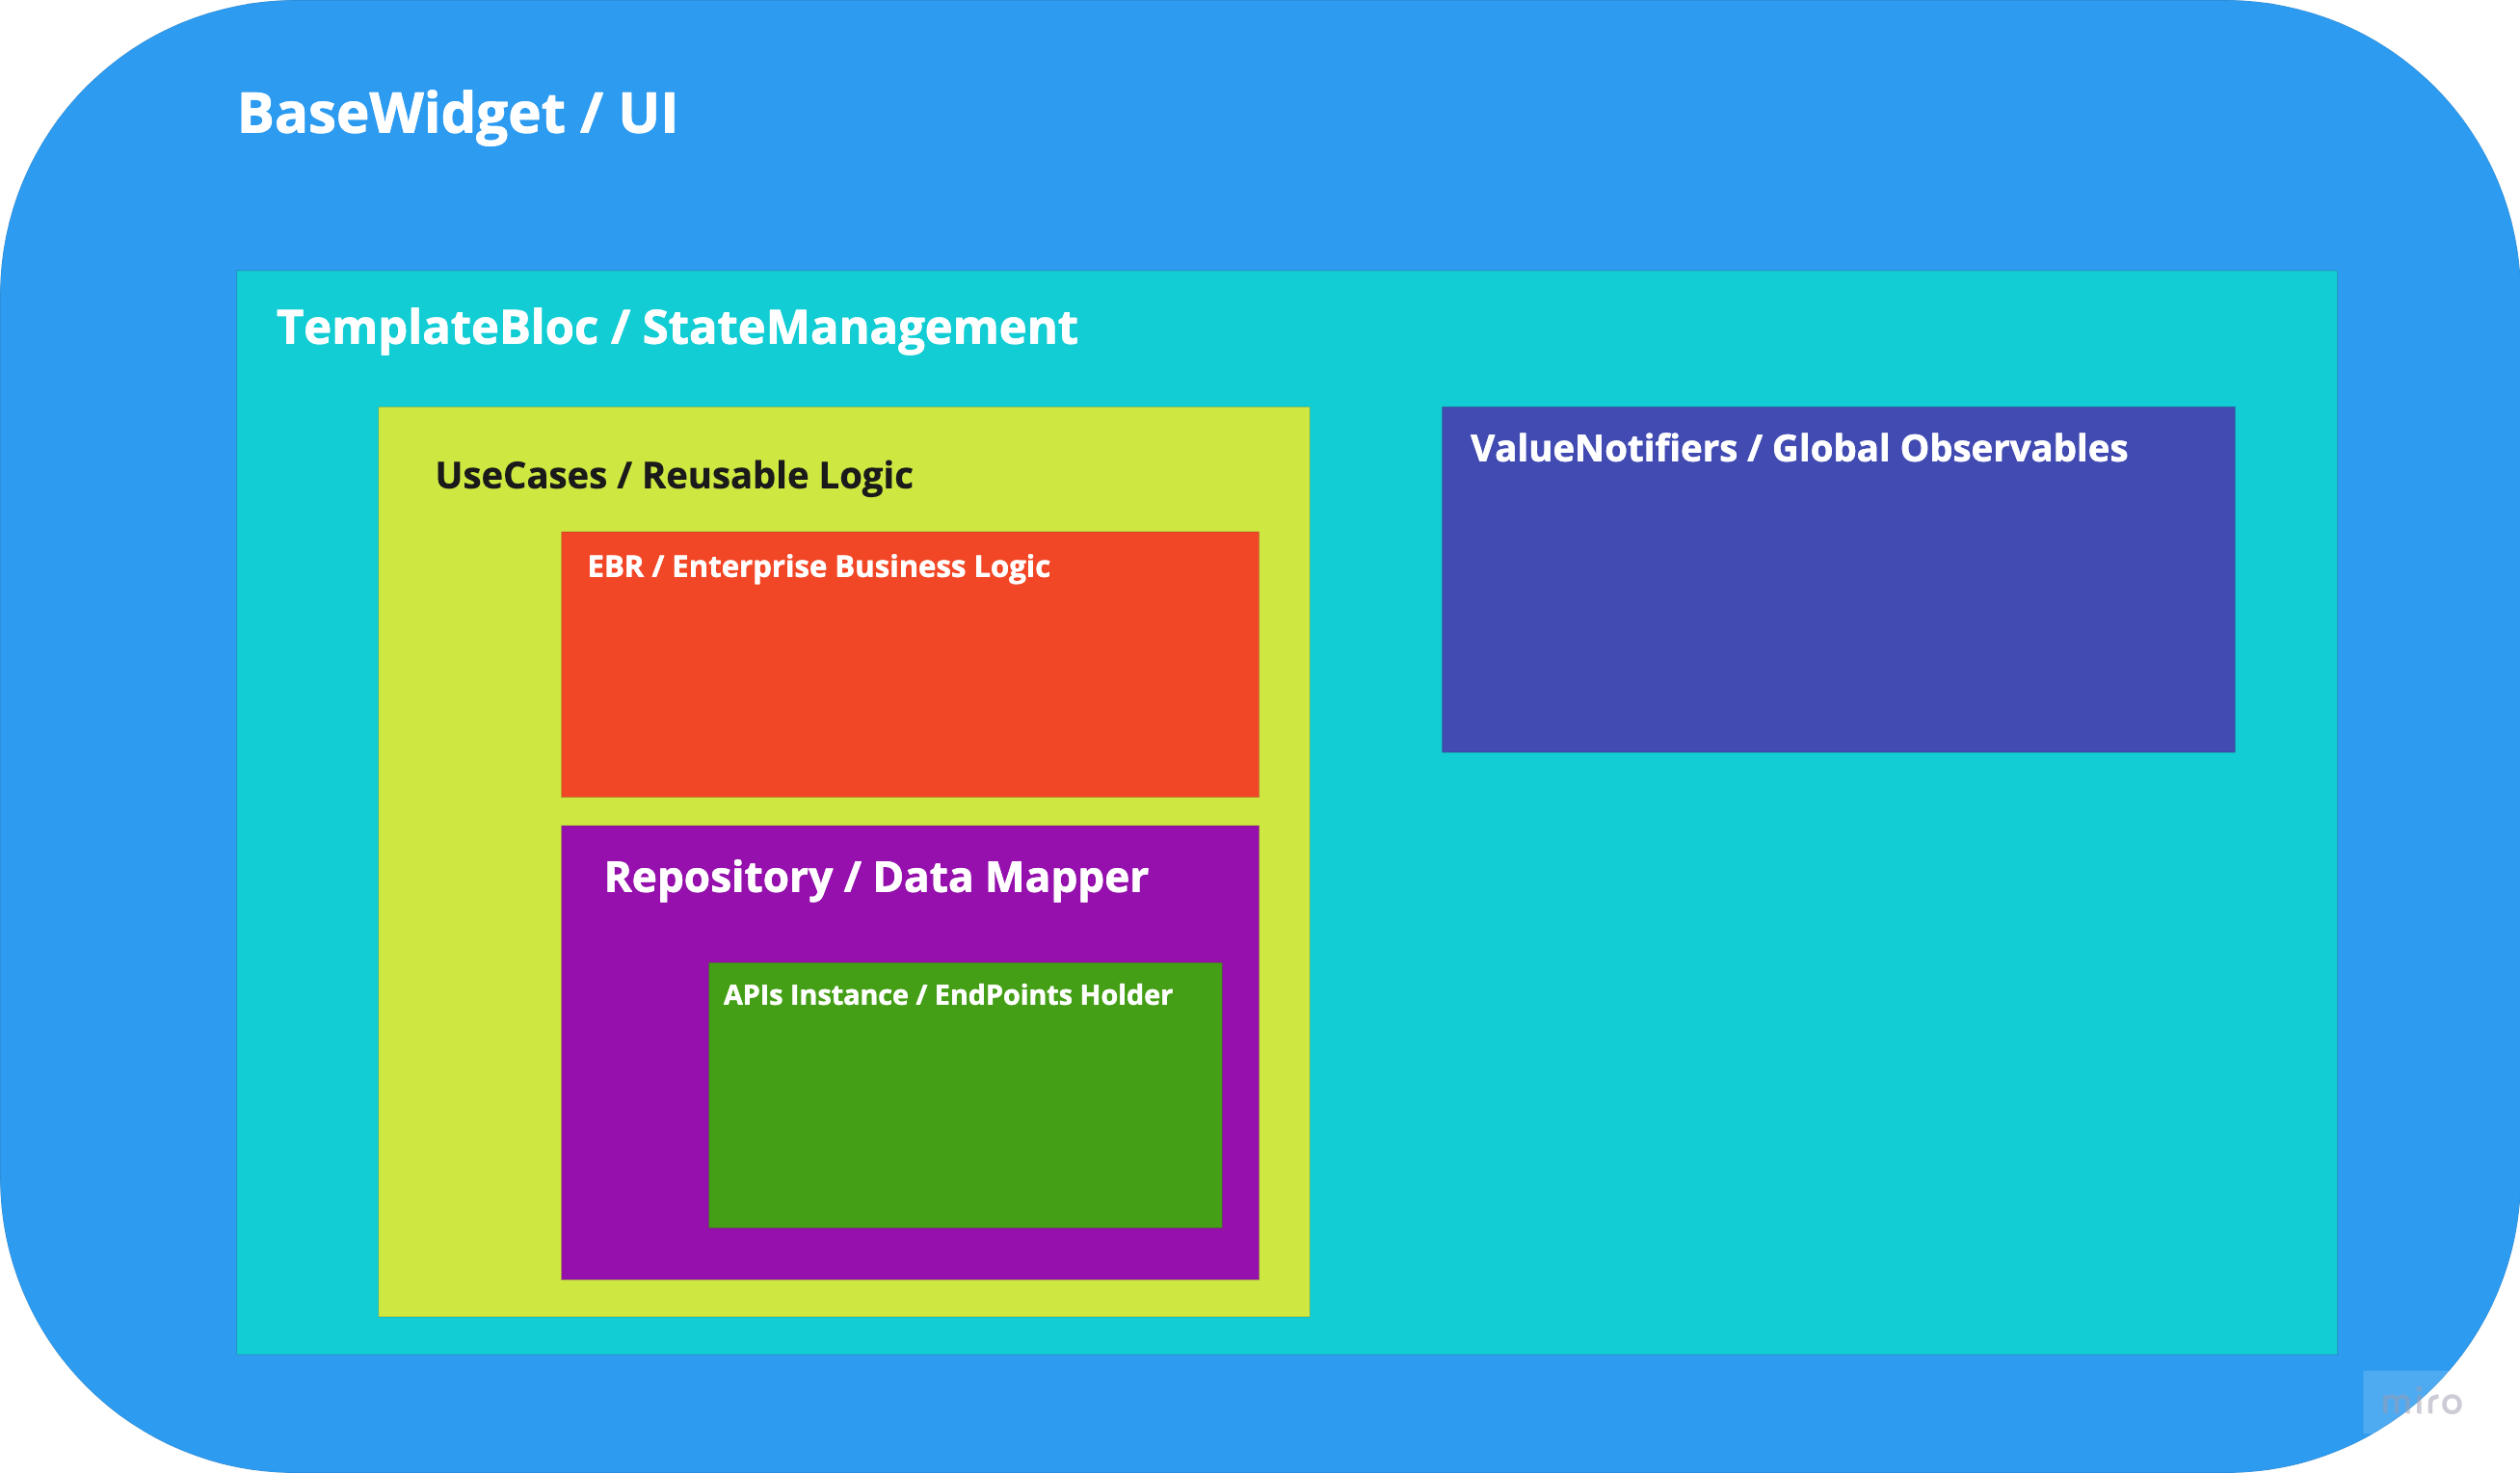 BaseWidget / UI
TemplateBloc / StateManagement
UseCases / Reusable Logic
ValueNotifiers / Global Observables
EBR / Enterprise Business Logic
Repository / Data Mapper
APIs Instance / EndPoints Holder
miro